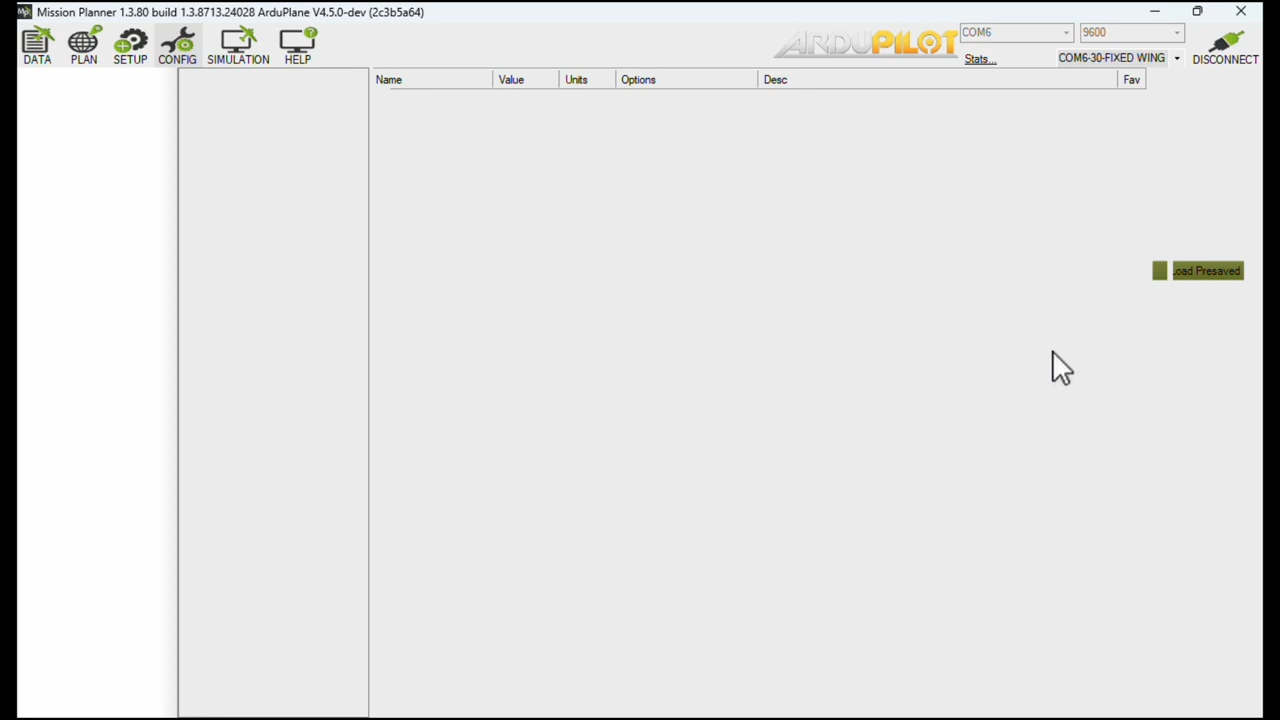 Mission Planner 1.3.80 build 1.3.8713.24028 ArduPlane V4.5.0-dev (2c3b5a64)
DATA PLAN SETUP CONFIG SIMULATION HELP
ARDUPILOT
COM6 9600
Stats... COM6-30-FIXED WING DISCONNECT
Name Value Units Options Desc Fav
oad Presaved